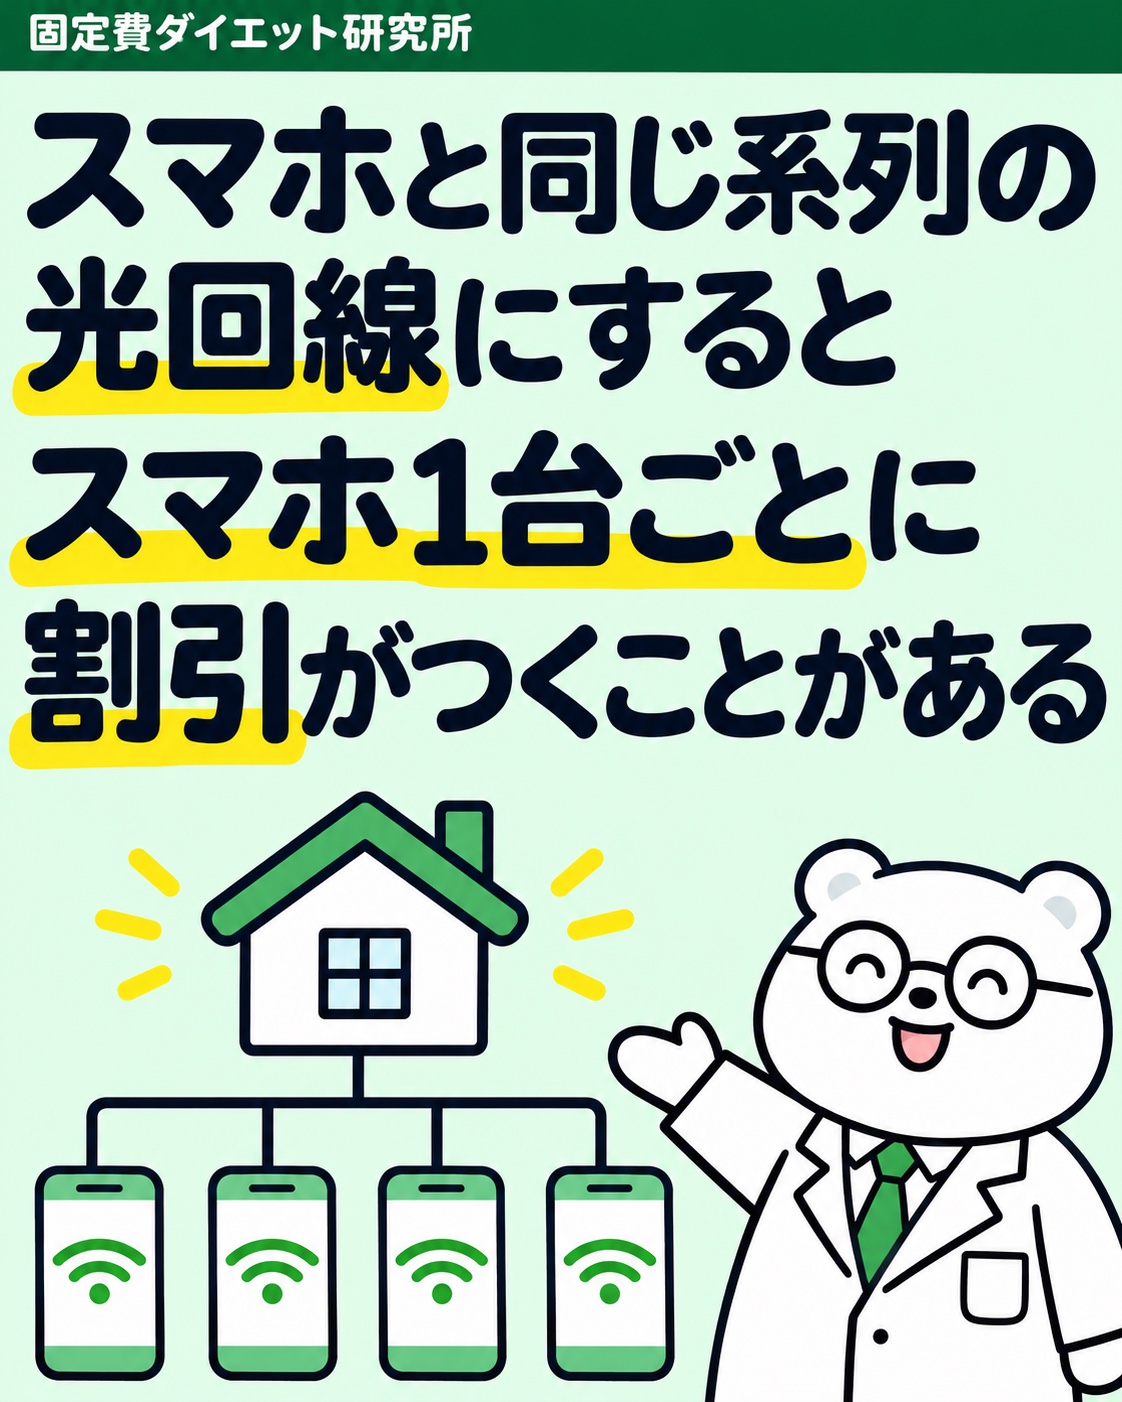 固定費ダイエット研究所
スマホと同じ系列の
光回線にすると
スマホ1台ごとに
割引がつくことがある